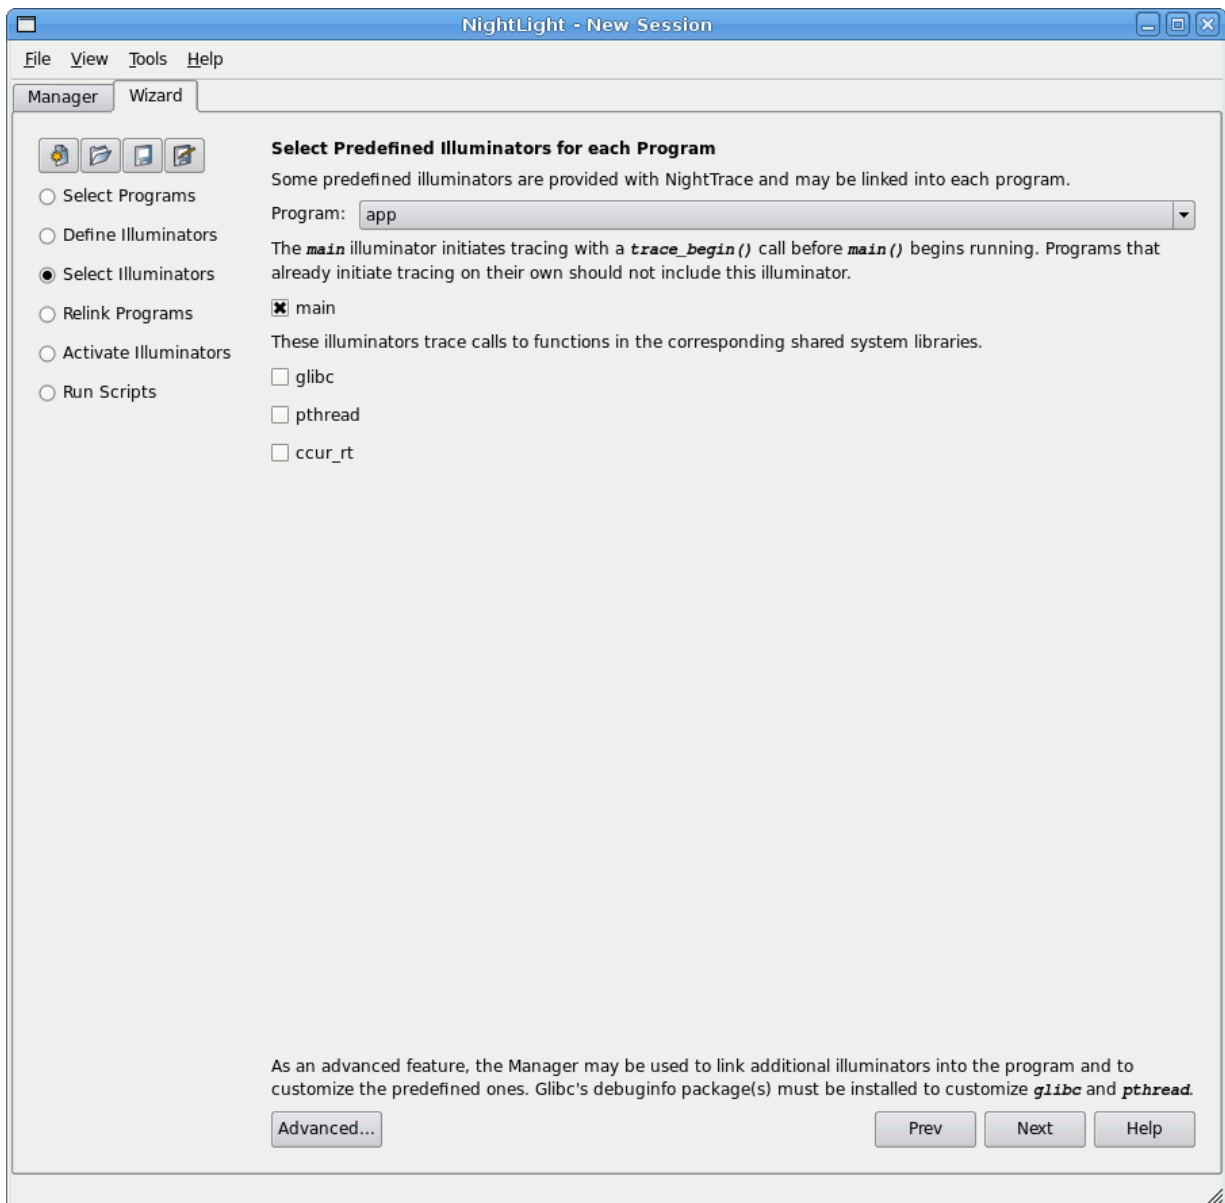 NightLight - New Session
File View Tools Help
Manager Wizard
Select Programs
Define Illuminators
Select Illuminators
Relink Programs
Activate Illuminators
Run Scripts
Select Predefined Illuminators for each Program
Some predefined illuminators are provided with NightTrace and may be linked into each program.
Program: app
The main illuminator initiates tracing with a trace_begin() call before main() begins running. Programs that
already initiate tracing on their own should not include this illuminator.
main
These illuminators trace calls to functions in the corresponding shared system libraries.
glibc
pthread
ccur_rt
As an advanced feature, the Manager may be used to link additional illuminators into the program and to
customize the predefined ones. Glibc's debuginfo package(s) must be installed to customize glibc and pthread.
Advanced... Prev Next Help